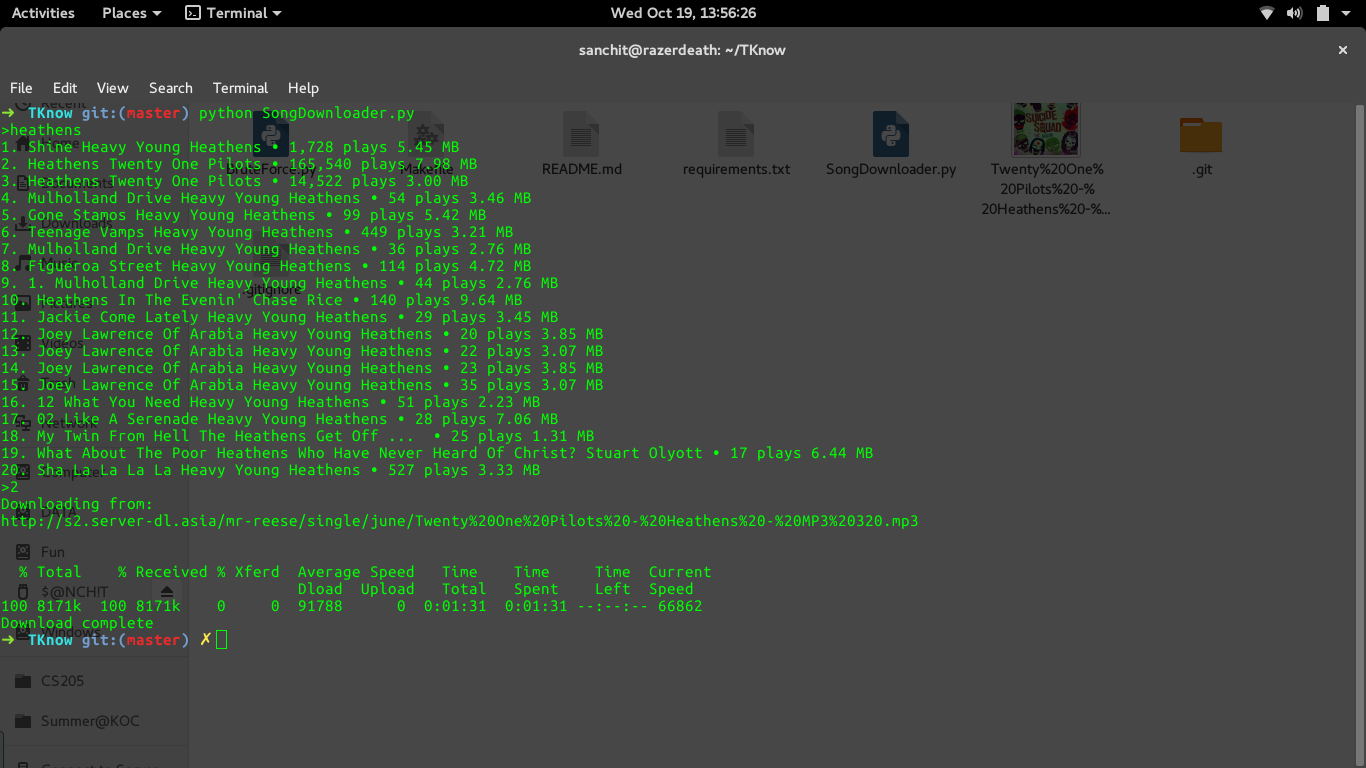 Activities Places Terminal Wed Oct 19, 13:56:26
sanchit@razerdeath: ~/TKnow
File Edit View Search Terminal Help
➜ TKnow git:(master) python SongDownloader.py
>heathens
1. Shine Heavy Young Heathens • 1,728 plays 5.45 MB
2. Heathens Twenty One Pilots • 165,540 plays 7.98 MB
3. Heathens Twenty One Pilots • 14,522 plays 3.00 MB
4. Mulholland Drive Heavy Young Heathens • 54 plays 3.46 MB
5. Gone Stamos Heavy Young Heathens • 99 plays 5.42 MB
6. Teenage Vamps Heavy Young Heathens • 449 plays 3.21 MB
7. Mulholland Drive Heavy Young Heathens • 36 plays 2.76 MB
8. Figueroa Street Heavy Young Heathens • 114 plays 4.72 MB
9. 1. Mulholland Drive Heavy Young Heathens • 44 plays 2.76 MB
10. Heathens In The Evenin' Chase Rice • 140 plays 9.64 MB
11. Jackie Come Lately Heavy Young Heathens • 29 plays 3.45 MB
12. Joey Lawrence Of Arabia Heavy Young Heathens • 20 plays 3.85 MB
13. Joey Lawrence Of Arabia Heavy Young Heathens • 22 plays 3.07 MB
14. Joey Lawrence Of Arabia Heavy Young Heathens • 23 plays 3.85 MB
15. Joey Lawrence Of Arabia Heavy Young Heathens • 35 plays 3.07 MB
16. 12 What You Need Heavy Young Heathens • 51 plays 2.23 MB
17. 02 Like A Serenade Heavy Young Heathens • 28 plays 7.06 MB
18. My Twin From Hell The Heathens Get Off ...  • 25 plays 1.31 MB
19. What About The Poor Heathens Who Have Never Heard Of Christ? Stuart Olyott • 17 plays 6.44 MB
20. Sha La La La La Heavy Young Heathens • 527 plays 3.33 MB
>2
Downloading from:
http://s2.server-dl.asia/mr-reese/single/june/Twenty%20One%20Pilots%20-%20Heathens%20-%20MP3%20320.mp3
% Total % Received % Xferd Average Speed Time Time Time Current
Dload Upload Total Spent Left Speed
100 8171k 100 8171k 0 0 91788 0 0:01:31 0:01:31 --:--:-- 66862
Download complete
➜ TKnow git:(master) ✗
BruteForce.py Makefile README.md requirements.txt SongDownloader.py Twenty%20One% .git
20Pilots%20-%
20Heathens%20-%...
.gitignore
SUICIDE SQUAD
Recent
Home
Documents
Downloads
Music
Videos
Trash
Network
Computer
DATA
Fun
$@NCHIT
Windows
CS205
Summer@KOC
Connect to Server